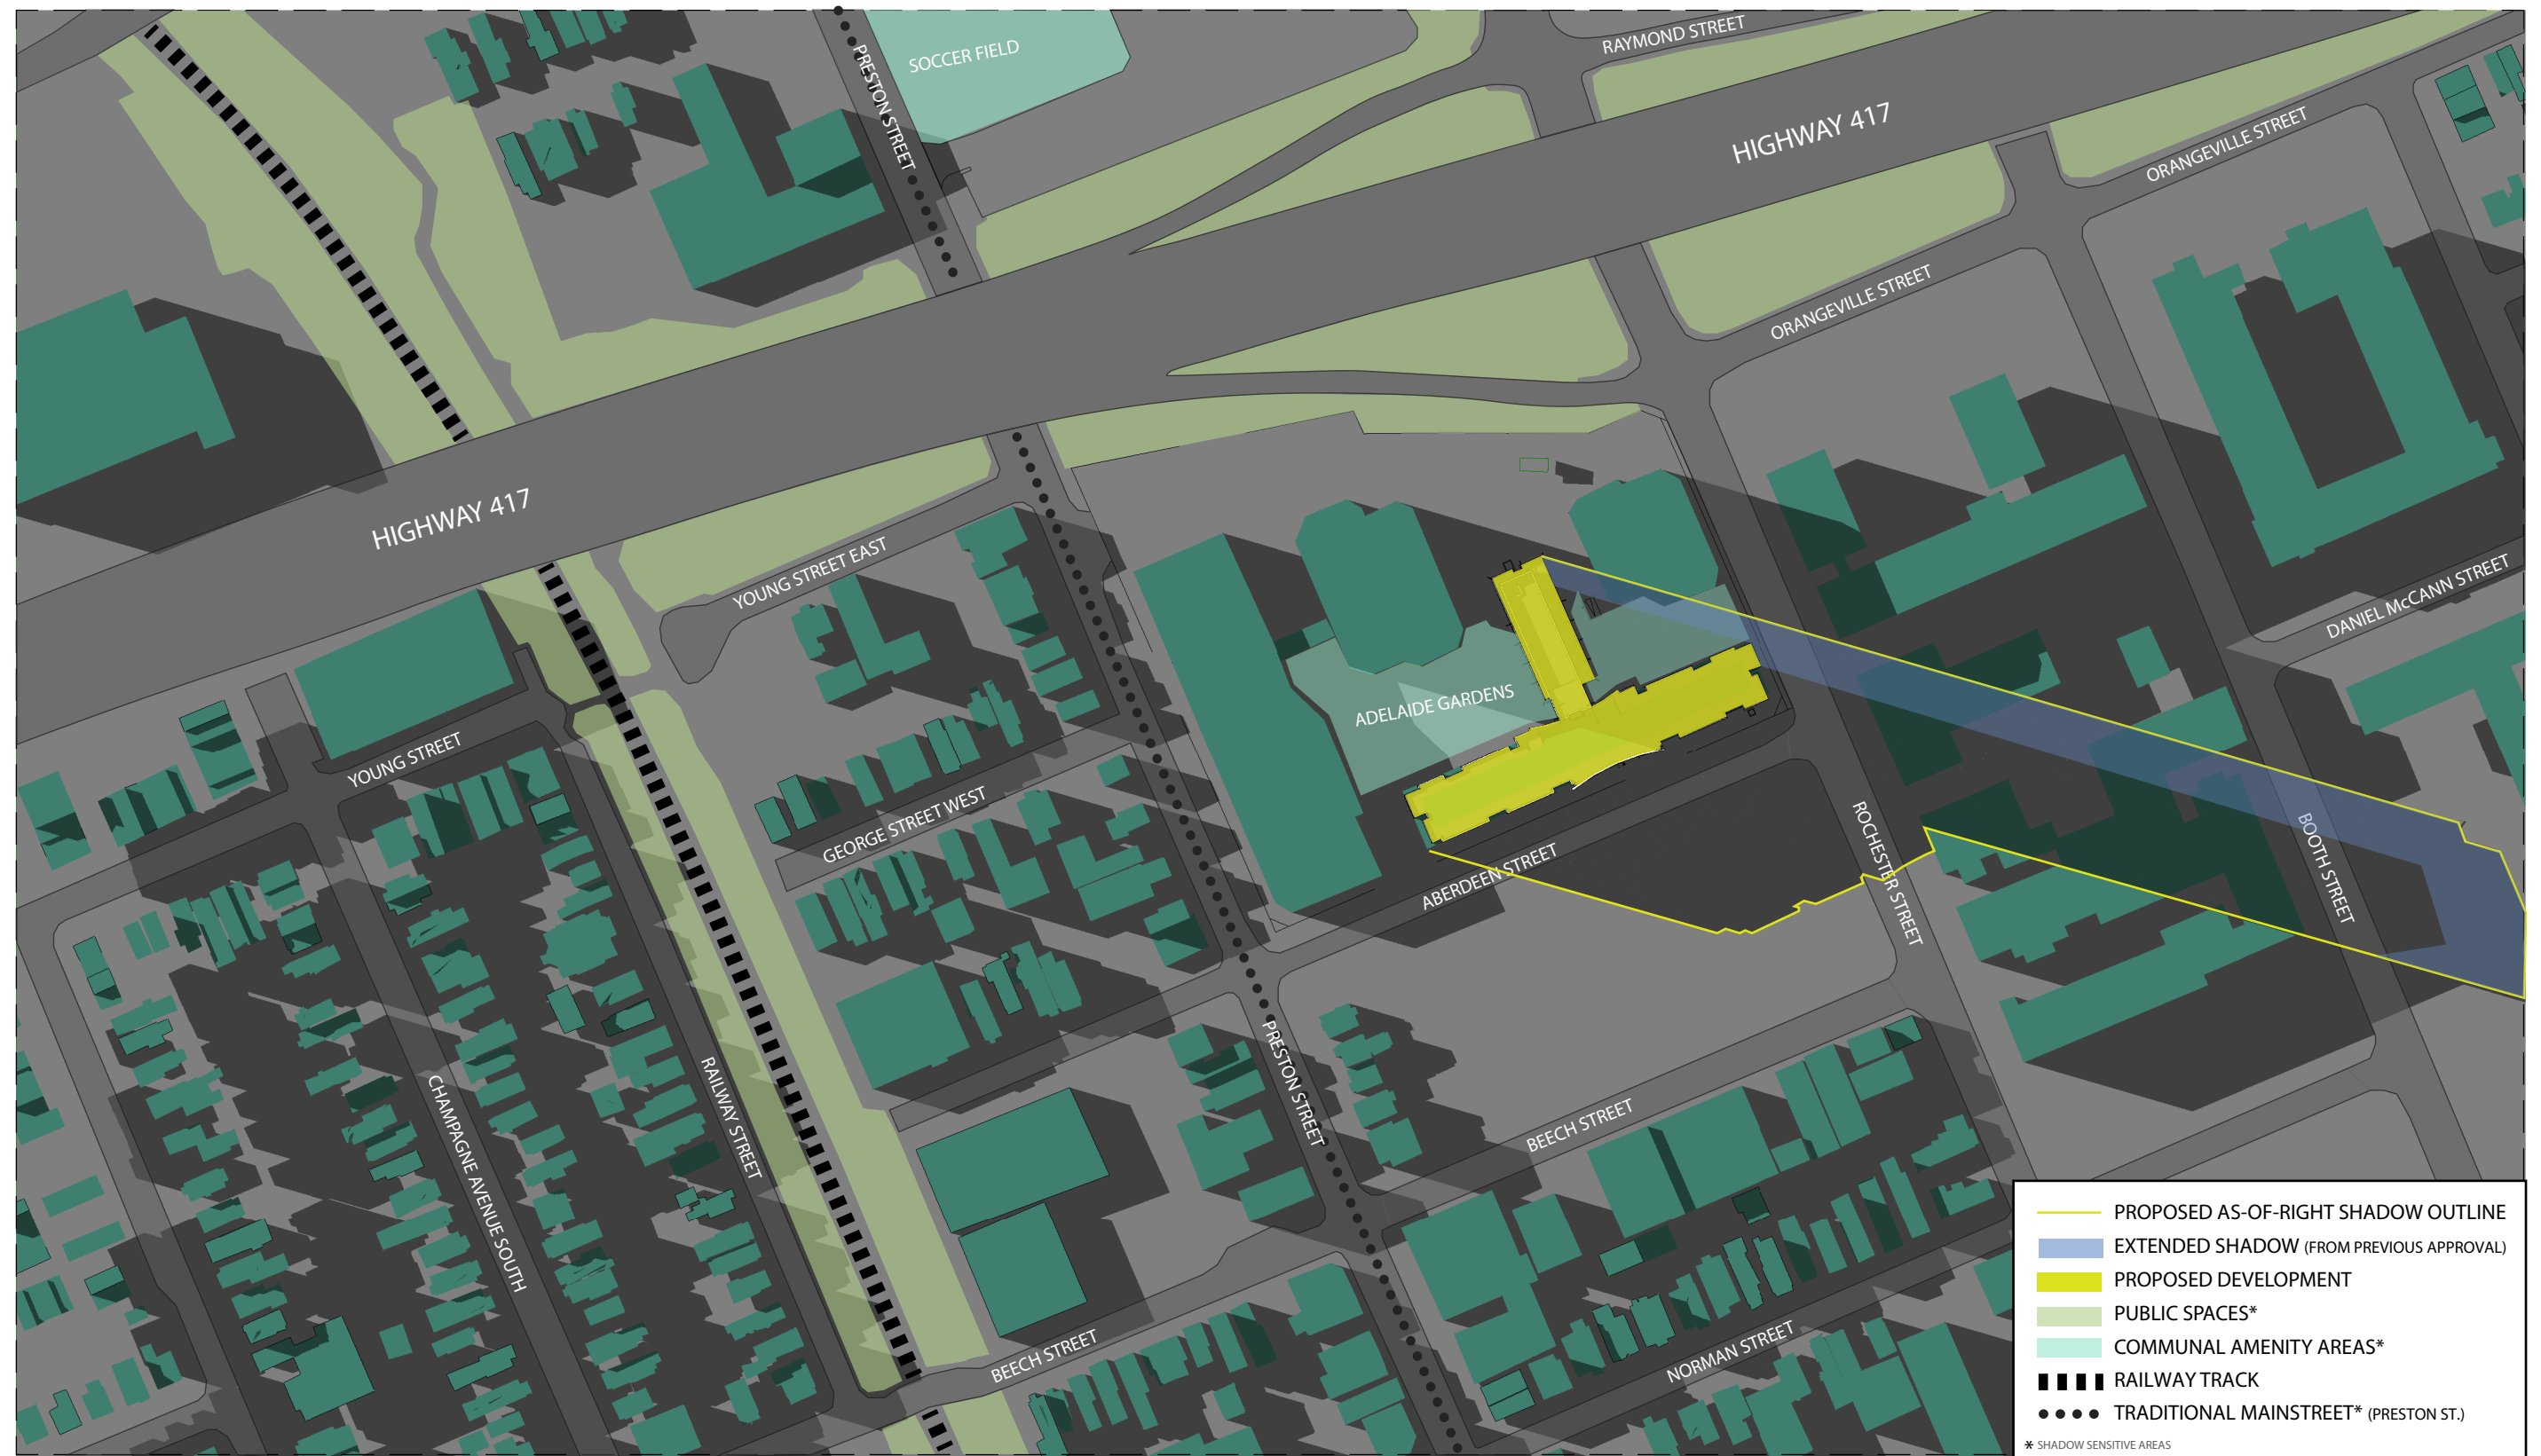 RAYMOND STREET
SOCCER FIELD
PRESTON STREET
HIGHWAY 417
ORANGEVILLE STREET
ORANGEVILLE STREET
HIGHWAY 417
YOUNG STREET EAST
DANIEL McCANN STREET
ADELAIDE GARDENS
YOUNG STREET
GEORGE STREET WEST
ROCHESTER STREET
BOOTH STREET
ABERDEEN STREET
PRESTON STREET
RAILWAY STREET
CHAMPAGNE AVENUE SOUTH
BEECH STREET
BEECH STREET
NORMAN STREET
PROPOSED AS-OF-RIGHT SHADOW OUTLINE
EXTENDED SHADOW (FROM PREVIOUS APPROVAL)
PROPOSED DEVELOPMENT
PUBLIC SPACES*
COMMUNAL AMENITY AREAS*
RAILWAY TRACK
TRADITIONAL MAINSTREET* (PRESTON ST.)
* SHADOW SENSITIVE AREAS